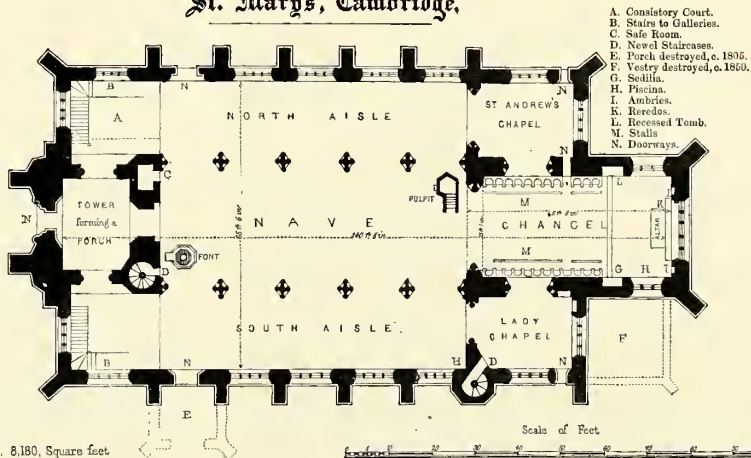 St. Marys, Cambridge.
A. Consistory Court.
B. Stairs to Galleries.
C. Safe Room.
D. Newel Staircases.
E. Porch destroyed, c. 1805.
F. Vestry destroyed, c. 1850.
G. Sedilia.
H. Piscina.
I. Ambries.
K. Reredos.
L. Recessed Tomb.
M. Stalls
N. Doorways.
B N N
A
NORTH AISLE
ST ANDREW'S
CHAPEL
C N
L
PULPIT
TOWER
forming a
PORCH
N
NAVE
M
K
CHANCEL
ALTAR
M
FONT
D
G H I
SOUTH AISLE.
LADY
CHAPEL
F
B N H D N
E
Scale of Feet
8,180, Square feet